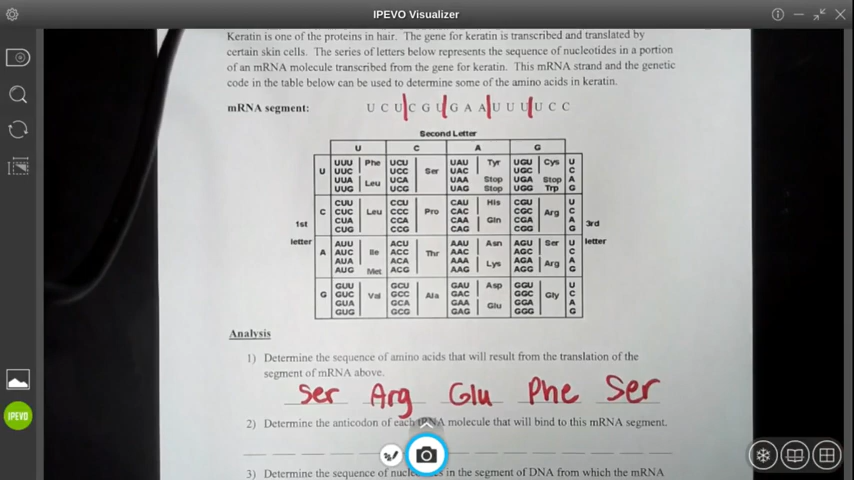 IPEVO Visualizer
Keratin is one of the proteins in hair. The gene for keratin is transcribed and translated by
certain skin cells. The series of letters below represents the sequence of nucleotides in a portion
of an mRNA molecule transcribed from the gene for keratin. This mRNA strand and the genetic
code in the table below can be used to determine some of the amino acids in keratin.
mRNA segment: U C U C G U G A A U U U U C C
Second Letter
U C A G
UUU Phe UCU Ser UAU Tyr UGU Cys U
UUC UCC UAC UGC C
U UUA Leu UCA UAA Stop UGA Stop A
UUG UCG UAG Stop UGG Trp G
CUU CCU CAU His CGU U
C CUC Leu CCC Pro CAC CGC Arg C
1st CUA CCA CAA Gln CGA A 3rd
CUG CCG CAG CGG G
letter AUU ACU AAU Asn AGU Ser U letter
A AUC Ile ACC Thr AAC AGC C
AUA ACA AAA Lys AGA Arg A
AUG Met ACG AAG AGG G
GUU GCU GAU Asp GGU U
G GUC Val GCC Ala GAC GGC Gly C
GUA GCA GAA Glu GGA A
GUG GCG GAG GGG G
Analysis
1) Determine the sequence of amino acids that will result from the translation of the
segment of mRNA above.
Ser Arg Glu Phe Ser
2) Determine the anticodon of each tRNA molecule that will bind to this mRNA segment.
3) Determine the sequence of in the segment of DNA from which the mRNA
IPEVO